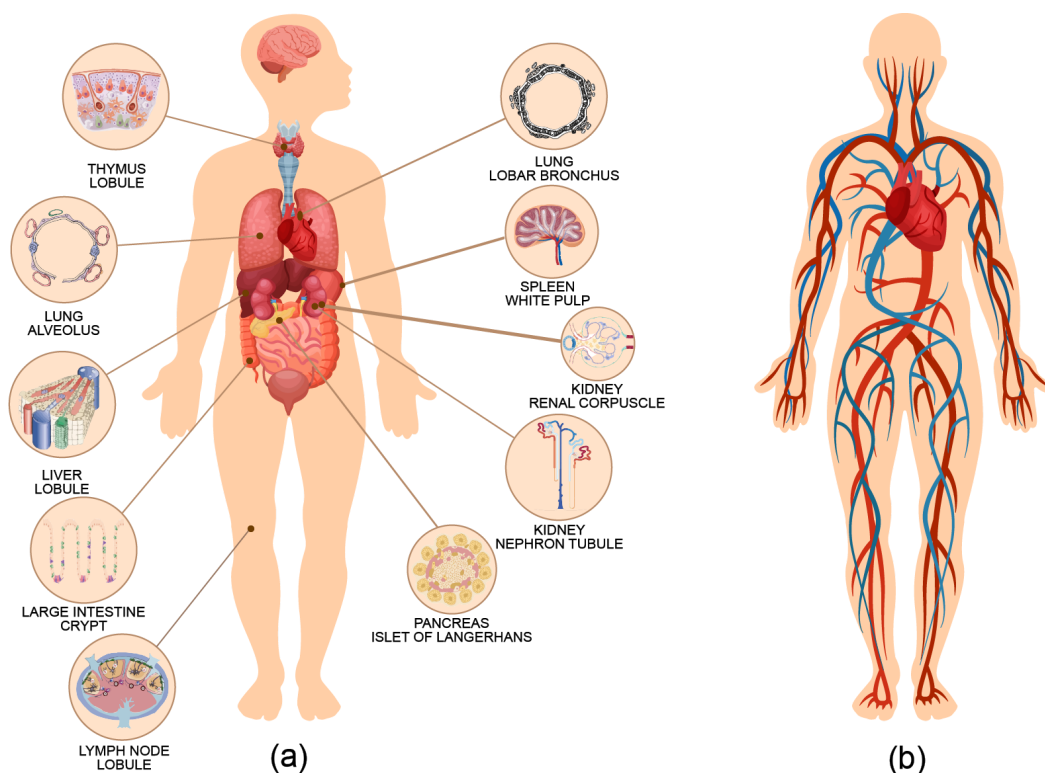 THYMUS
LOBULE
LUNG
LOBAR BRONCHUS
LUNG
ALVEOLUS
SPLEEN
WHITE PULP
LIVER
LOBULE
KIDNEY
RENAL CORPUSCLE
LARGE INTESTINE
CRYPT
KIDNEY
NEPHRON TUBULE
PANCREAS
ISLET OF LANGERHANS
LYMPH NODE
LOBULE
(a)
(b)